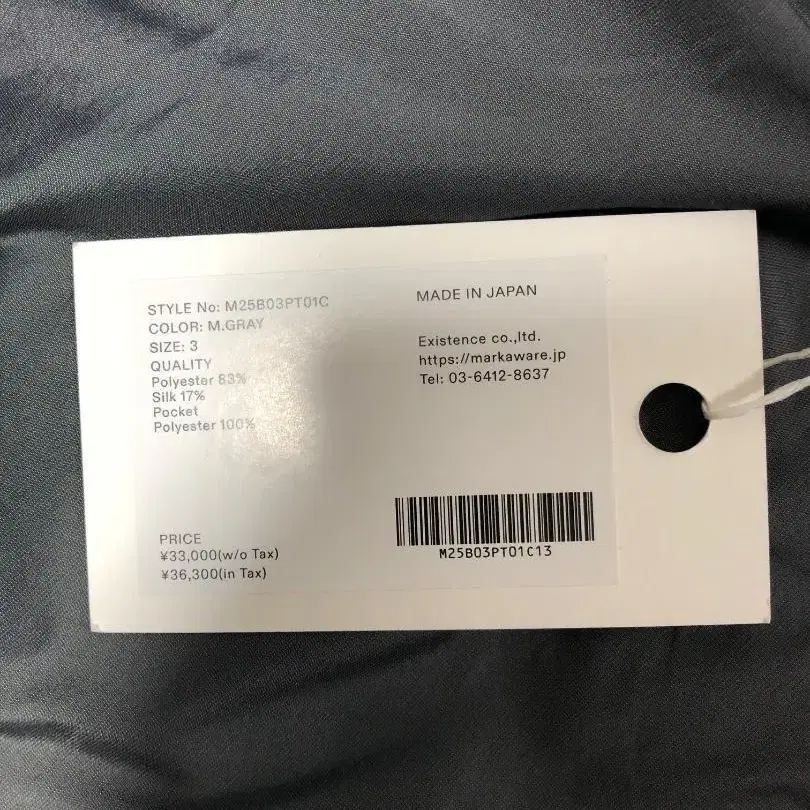 STYLE No: M25B03PT01C
COLOR: M.GRAY
SIZE: 3
QUALITY
Polyester 83%
Silk 17%
Pocket
Polyester 100%
PRICE
¥33,000(w/o Tax)
¥36,300(in Tax)
MADE IN JAPAN
Existence co.,ltd.
https://markaware.jp
Tel: 03-6412-8637
M25B03PT01C13